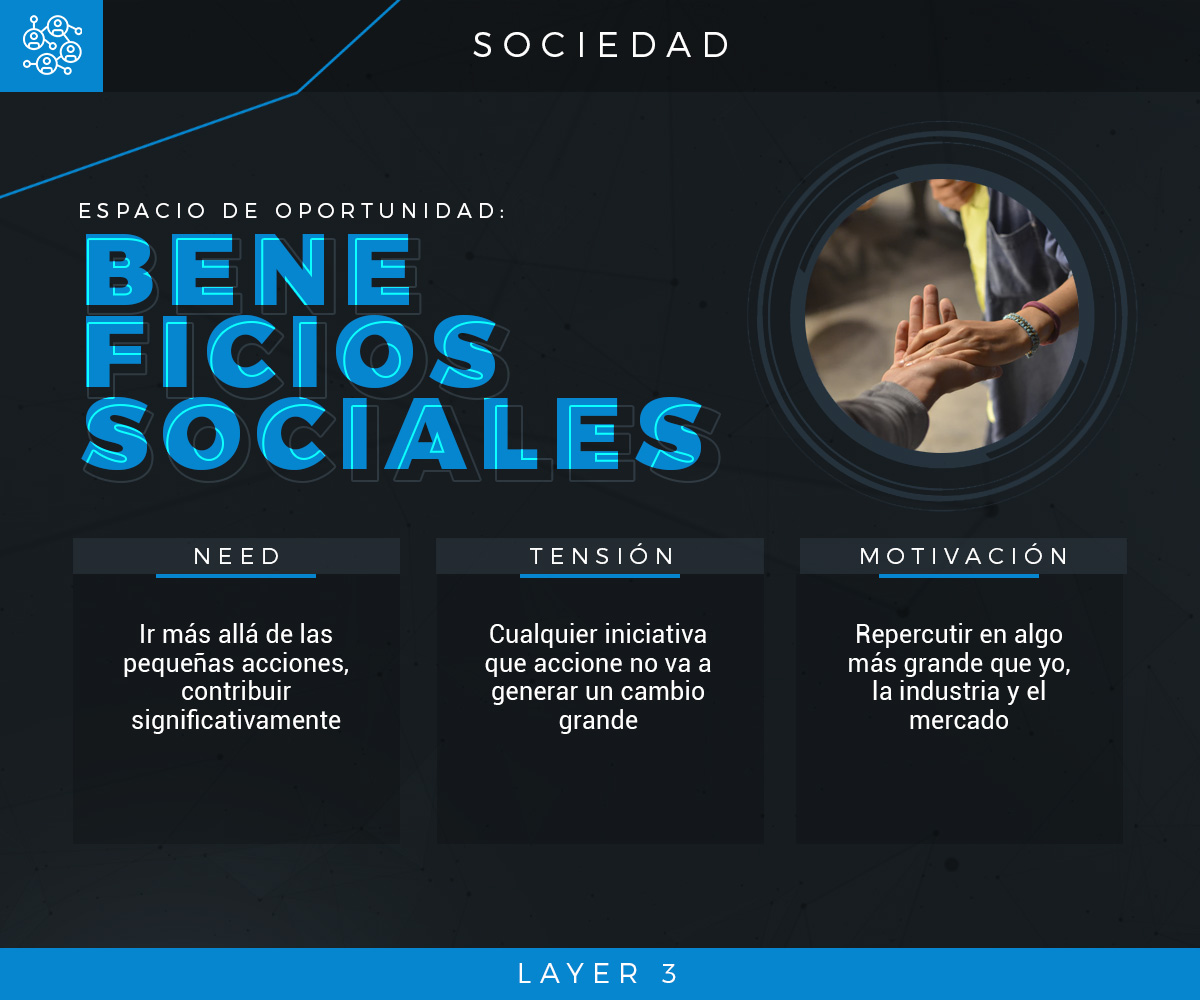 SOCIEDAD
ESPACIO DE OPORTUNIDAD:
BENE
FICIOS
SOCIALES
NEED
Ir más allá de las
pequeñas acciones,
contribuir
significativamente
TENSIÓN
Cualquier iniciativa
que accione no va a
generar un cambio
grande
MOTIVACIÓN
Repercutir en algo
más grande que yo,
la industria y el
mercado
LAYER 3